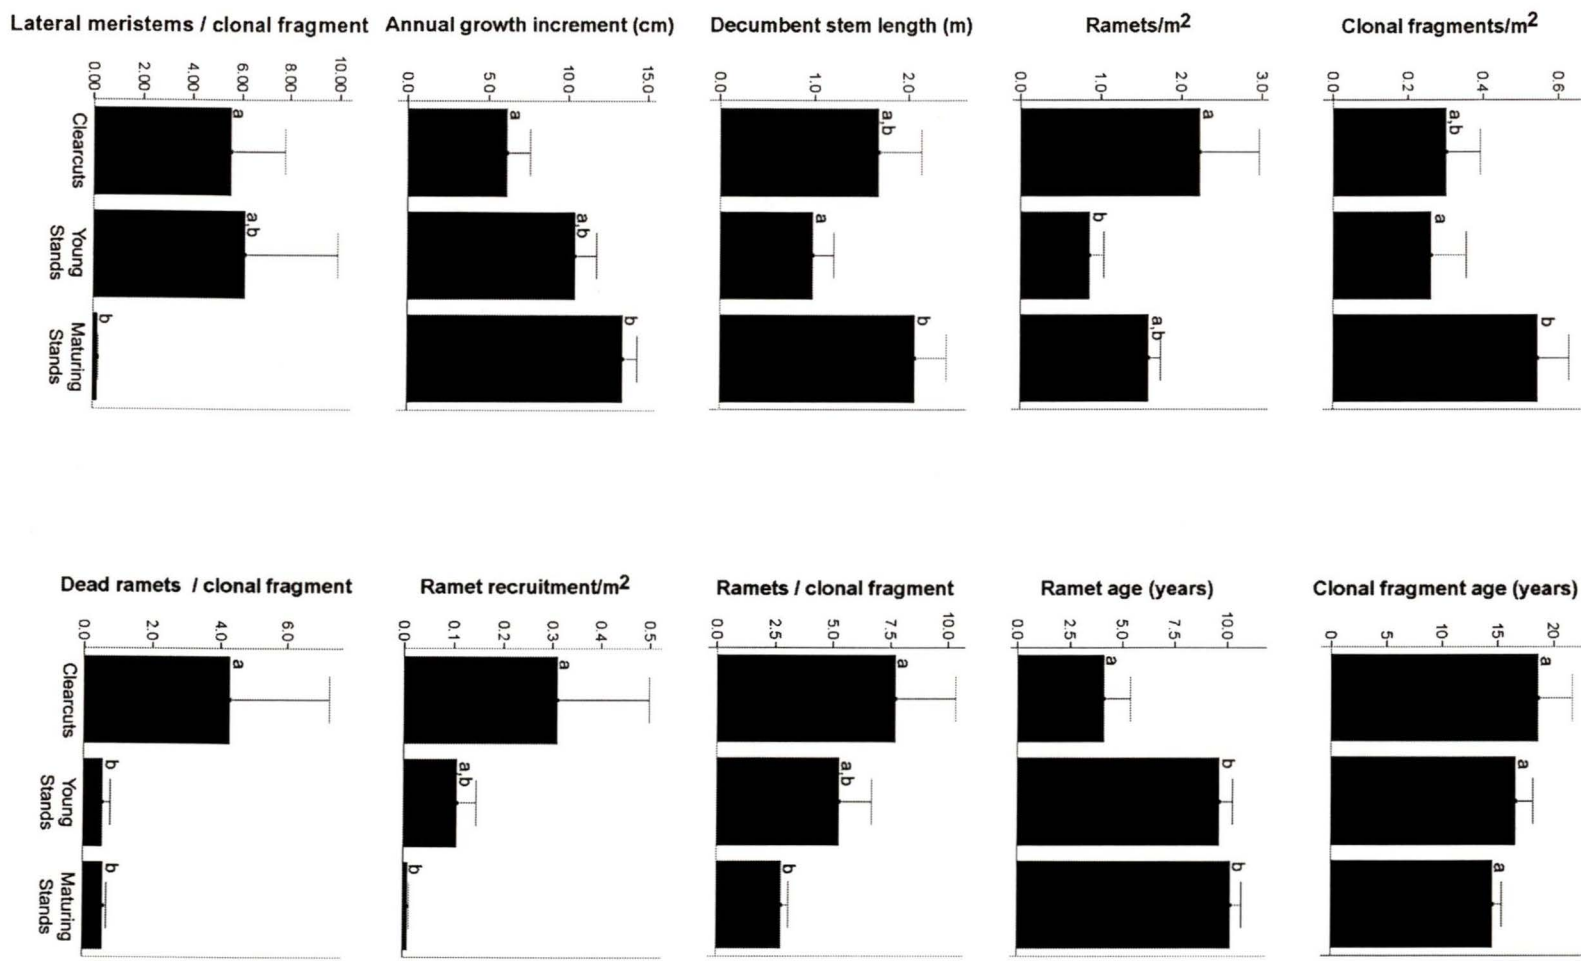 Lateral meristems / clonal fragment
0.00
2.00
4.00
6.00
8.00
10.00
a
a,b
b
Clearcuts
Young
Stands
Maturing
Stands
Annual growth increment (cm)
0.0
5.0
10.0
15.0
a
a,b
b
Decumbent stem length (m)
0.0
1.0
2.0
a,b
a
b
Ramets/m2
0.0
1.0
2.0
3.0
a
b
a,b
Clonal fragments/m2
0.0
0.2
0.4
0.6
a,b
a
b
Dead ramets / clonal fragment
0.0
2.00
4.00
6.00
a
b
b
Clearcuts
Young
Stands
Maturing
Stands
Ramet recruitment/m2
0.0
0.1
0.2
0.3
0.4
0.5
a
a,b
b
Ramets / clonal fragment
0.0
2.5
5.0
7.5
10.0
a
a,b
b
Ramet age (years)
0.0
2.5
5.0
7.5
10.0
a
b
b
Clonal fragment age (years)
0
5
10
15
20
a
a
a